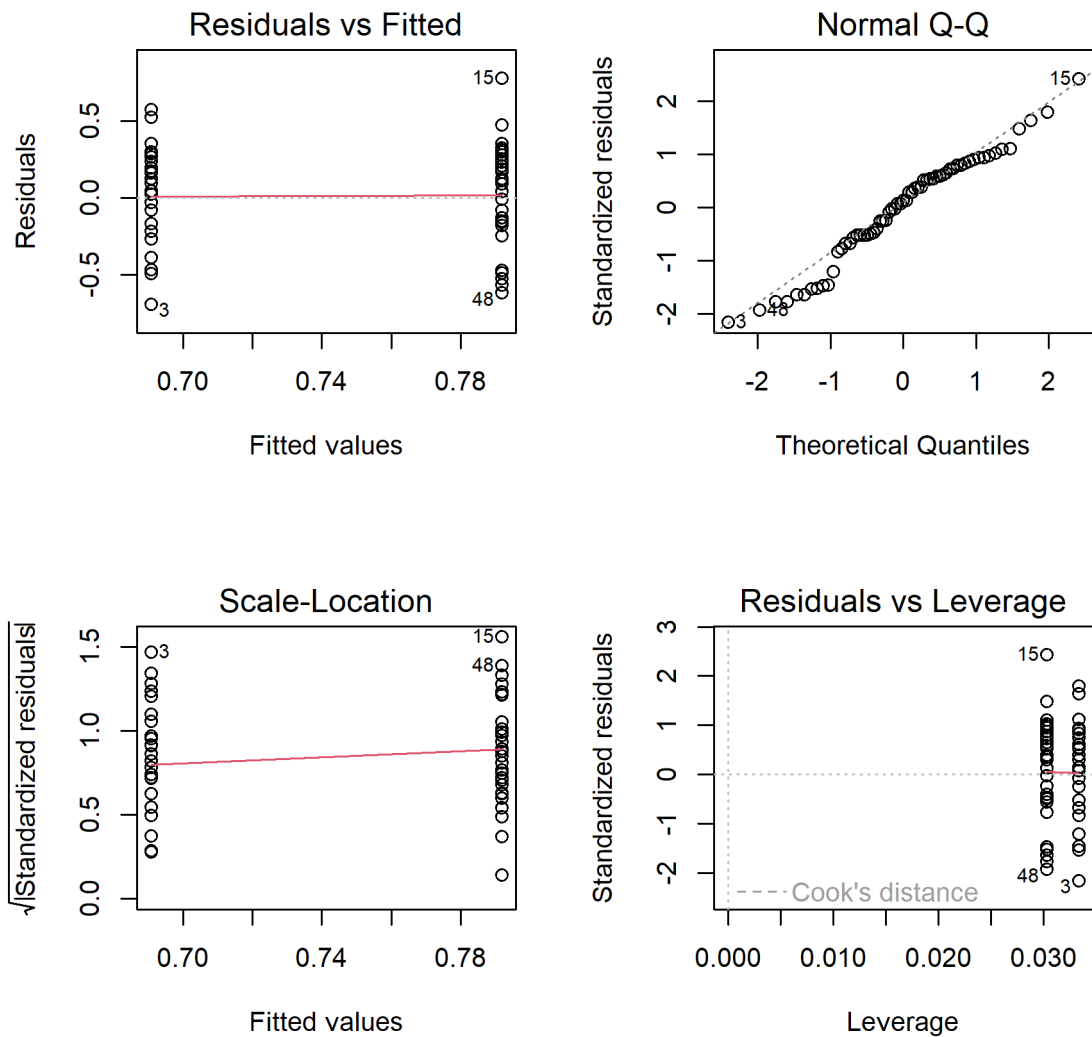 Residuals vs Fitted
Residuals
-0.5 0.0 0.5
15
48
3
0.70 0.74 0.78
Fitted values
Normal Q-Q
Standardized residuals
-2 -1 0 1 2
15
48
3
-2 -1 0 1 2
Theoretical Quantiles
Scale-Location
√|Standardized residuals|
0.0 0.5 1.0 1.5
3
15
48
0.70 0.74 0.78
Fitted values
Residuals vs Leverage
Standardized residuals
-2 -1 0 1 2 3
15
48
3
Cook's distance
0.000 0.010 0.020 0.030
Leverage